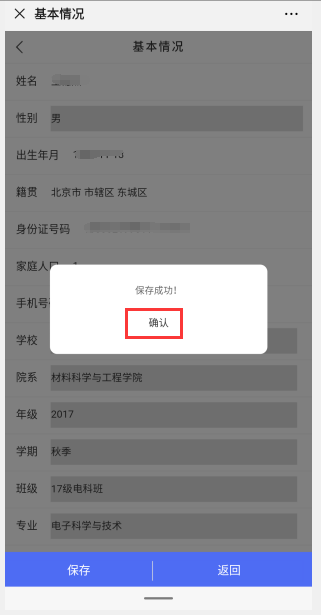 基本情况
基本情况
姓名
性别 男
出生年月
籍贯 北京市 市辖区 东城区
身份证号码
家庭人口
手机号
保存成功！
确认
学校
院系 材料科学与工程学院
年级 2017
学期 秋季
班级 17级电科班
专业 电子科学与技术
保存 返回